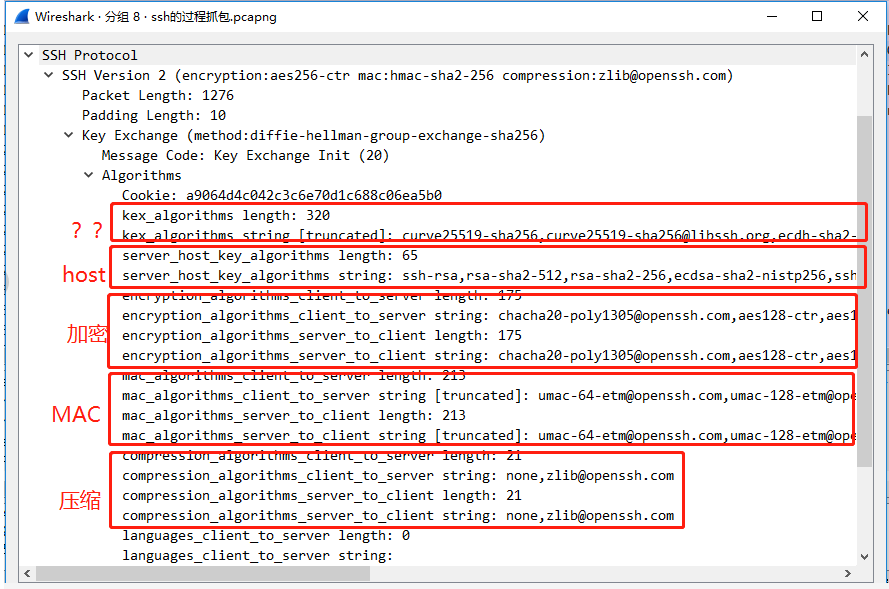 Wireshark · 分组 8 · ssh的过程抓包.pcapng
SSH Protocol
SSH Version 2 (encryption:aes256-ctr mac:hmac-sha2-256 compression:zlib@openssh.com)
Packet Length: 1276
Padding Length: 10
Key Exchange (method:diffie-hellman-group-exchange-sha256)
Message Code: Key Exchange Init (20)
Algorithms
Cookie: a9064d4c042c3c6e70d1c688c06ea5b0
kex_algorithms length: 320
？？
kex_algorithms string [truncated]: curve25519-sha256,curve25519-sha256@libssh.org,ecdh-sha2-
server_host_key_algorithms length: 65
host
server_host_key_algorithms string: ssh-rsa,rsa-sha2-512,rsa-sha2-256,ecdsa-sha2-nistp256,ssh
encryption_algorithms_client_to_server length: 175
encryption_algorithms_client_to_server string: chacha20-poly1305@openssh.com,aes128-ctr,aes1
加密
encryption_algorithms_server_to_client length: 175
encryption_algorithms_server_to_client string: chacha20-poly1305@openssh.com,aes128-ctr,aes1
mac_algorithms_client_to_server length: 213
mac_algorithms_client_to_server string [truncated]: umac-64-etm@openssh.com,umac-128-etm@ope
MAC
mac_algorithms_server_to_client length: 213
mac_algorithms_server_to_client string [truncated]: umac-64-etm@openssh.com,umac-128-etm@ope
compression_algorithms_client_to_server length: 21
compression_algorithms_client_to_server string: none,zlib@openssh.com
压缩
compression_algorithms_server_to_client length: 21
compression_algorithms_server_to_client string: none,zlib@openssh.com
languages_client_to_server length: 0
languages_client_to_server string: